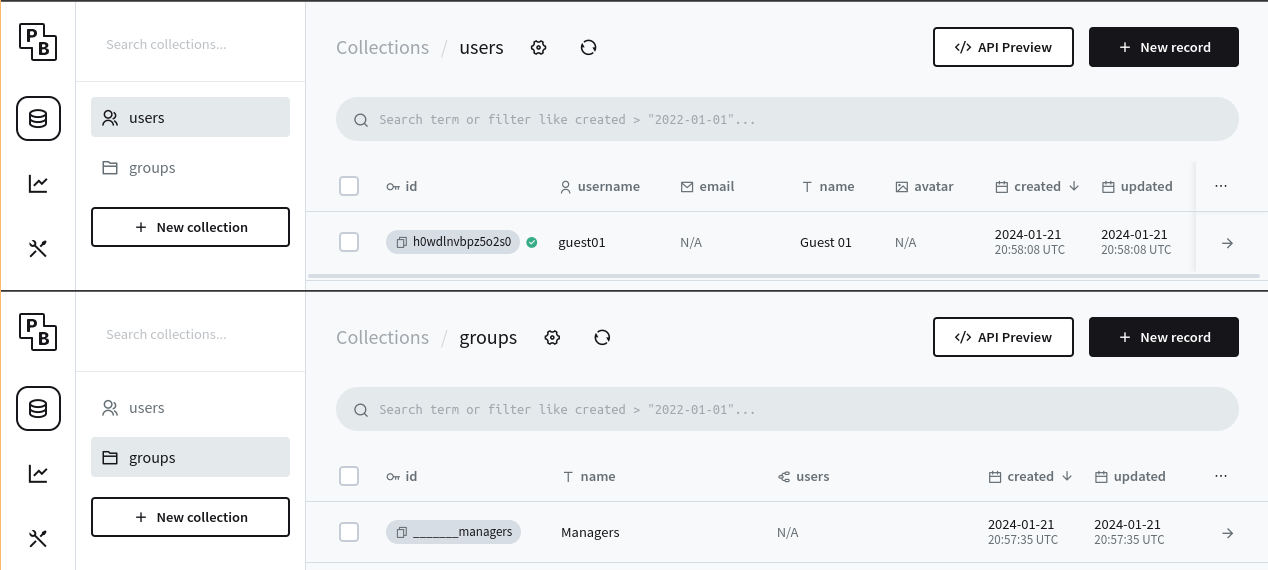 P B
Search collections...
users
groups
+ New collection
Collections / users
</> API Preview
+ New record
Search term or filter like created > "2022-01-01"...
id username email name avatar created updated ...
h0wdlnvbpz5o2s0 guest01 N/A Guest 01 N/A 2024-01-21 2024-01-21
20:58:08 UTC 20:58:08 UTC
P B
Search collections...
users
groups
+ New collection
Collections / groups
</> API Preview
+ New record
Search term or filter like created > "2022-01-01"...
id name users created updated ...
_______managers Managers N/A 2024-01-21 2024-01-21
20:57:35 UTC 20:57:35 UTC